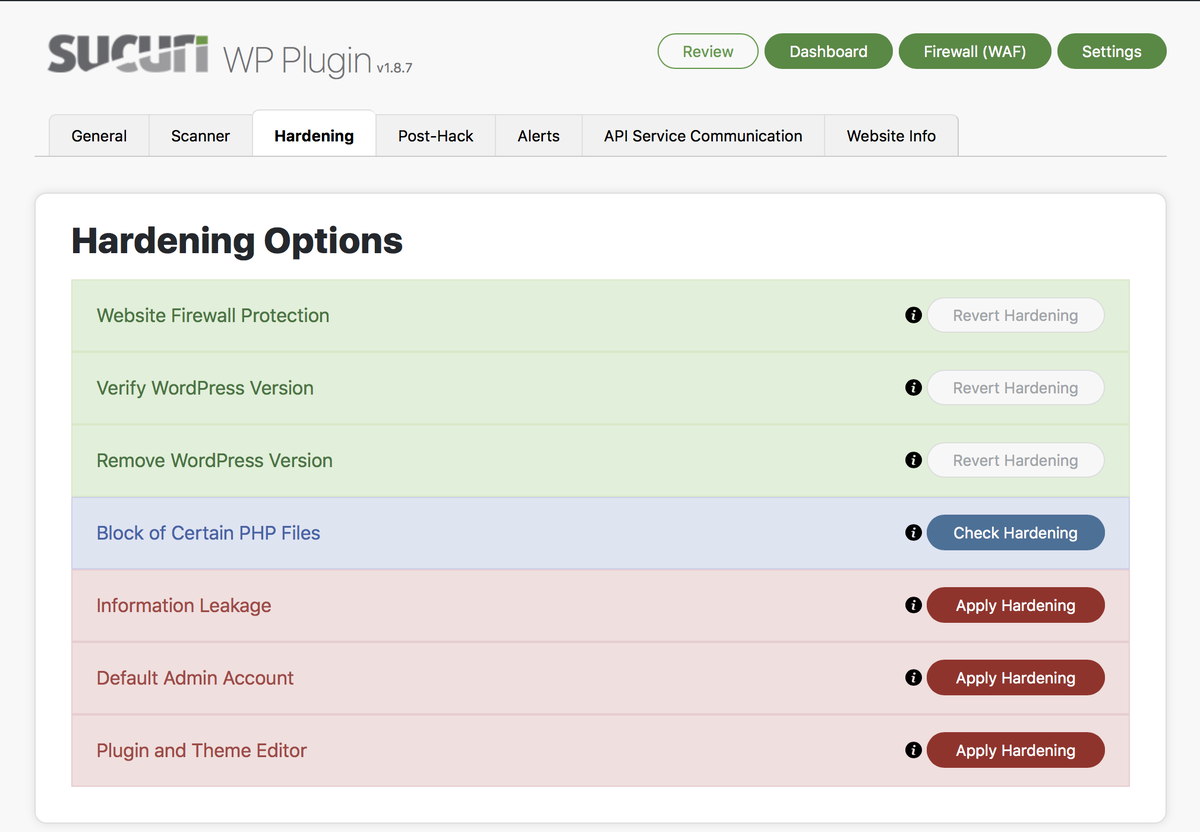 SUCURi WP Plugin v1.8.7
Review Dashboard Firewall (WAF) Settings
General Scanner Hardening Post-Hack Alerts API Service Communication Website Info
Hardening Options
Website Firewall Protection i Revert Hardening
Verify WordPress Version i Revert Hardening
Remove WordPress Version i Revert Hardening
Block of Certain PHP Files i Check Hardening
Information Leakage i Apply Hardening
Default Admin Account i Apply Hardening
Plugin and Theme Editor i Apply Hardening